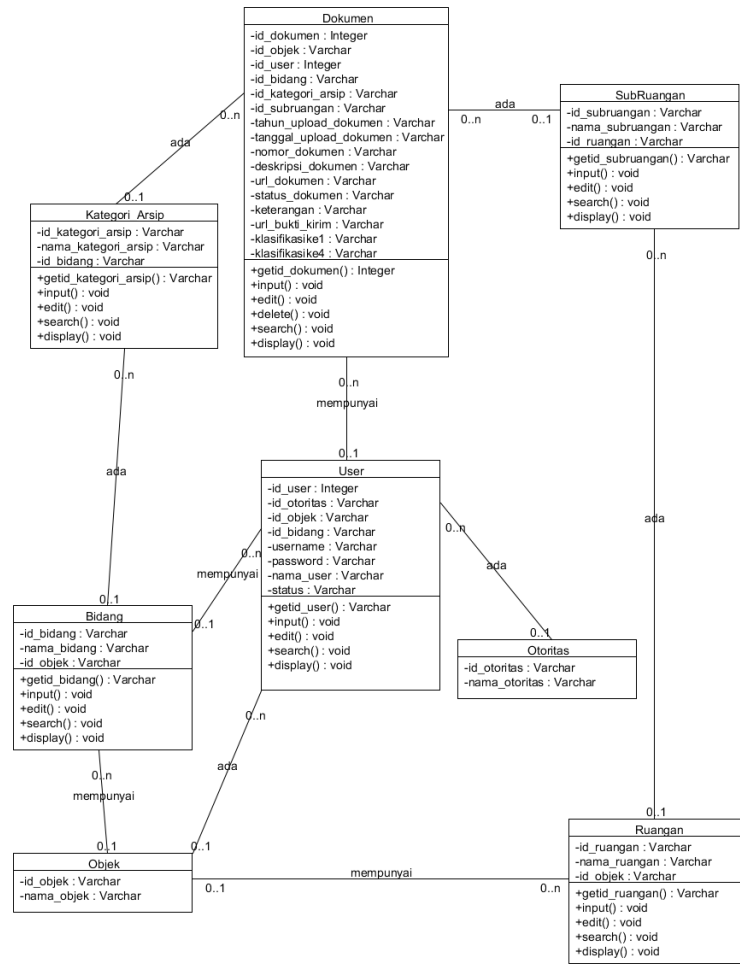 Dokumen
-id_dokumen : Integer
-id_objek : Varchar
-id_user : Integer
-id_bidang : Varchar
-id_kategori_arsip : Varchar
-id_subruangan : Varchar
-tahun_upload_dokumen : Varchar
-tanggal_upload_dokumen : Varchar
-nomor_dokumen : Varchar
-deskripsi_dokumen : Varchar
-url_dokumen : Varchar
-status_dokumen : Varchar
-keterangan : Varchar
-url_bukti_kirim : Varchar
-klasifikasike1 : Varchar
-klasifikasike4 : Varchar
+getid_dokumen() : Integer
+input() : void
+edit() : void
+delete() : void
+search() : void
+display() : void
0..n
ada
0..1
0..n
ada
0..1
SubRuangan
-id_subruangan : Varchar
-nama_subruangan : Varchar
-id_ruangan : Varchar
+getid_subruangan() : Varchar
+input() : void
+edit() : void
+search() : void
+display() : void
Kategori_Arsip
-id_kategori_arsip : Varchar
-nama_kategori_arsip : Varchar
-id_bidang : Varchar
+getid_kategori_arsip() : Varchar
+input() : void
+edit() : void
+search() : void
+display() : void
0..n
ada
0..1
0..n
mempunyai
0..1
0..n
ada
0..1
User
-id_user : Integer
-id_otoritas : Varchar
-id_objek : Varchar
-id_bidang : Varchar
-username : Varchar
-password : Varchar
-nama_user : Varchar
-status : Varchar
+getid_user() : Varchar
+input() : void
+edit() : void
+search() : void
+display() : void
0..n
mempunyai
0..1
0..n
ada
0..1
Otoritas
-id_otoritas : Varchar
-nama_otoritas : Varchar
Bidang
-id_bidang : Varchar
-nama_bidang : Varchar
-id_objek : Varchar
+getid_bidang() : Varchar
+input() : void
+edit() : void
+search() : void
+display() : void
0..n
mempunyai
0..1
0..n
ada
0..1
Objek
-id_objek : Varchar
-nama_objek : Varchar
0..1
mempunyai
0..n
Ruangan
-id_ruangan : Varchar
-nama_ruangan : Varchar
-id_objek : Varchar
+getid_ruangan() : Varchar
+input() : void
+edit() : void
+search() : void
+display() : void